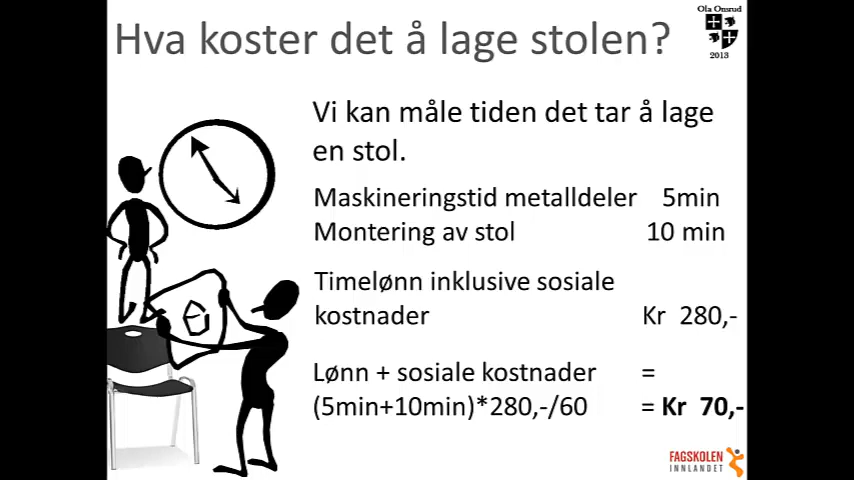 Hva koster det å lage stolen?
Ola Onsrud
2013
Vi kan måle tiden det tar å lage
en stol.
Maskineringstid metalldeler 5min
Montering av stol 10 min
Timelønn inklusive sosiale
kostnader Kr 280,-
Lønn + sosiale kostnader =
(5min+10min)*280,-/60 = Kr 70,-
FAGSKOLEN
INNLANDET